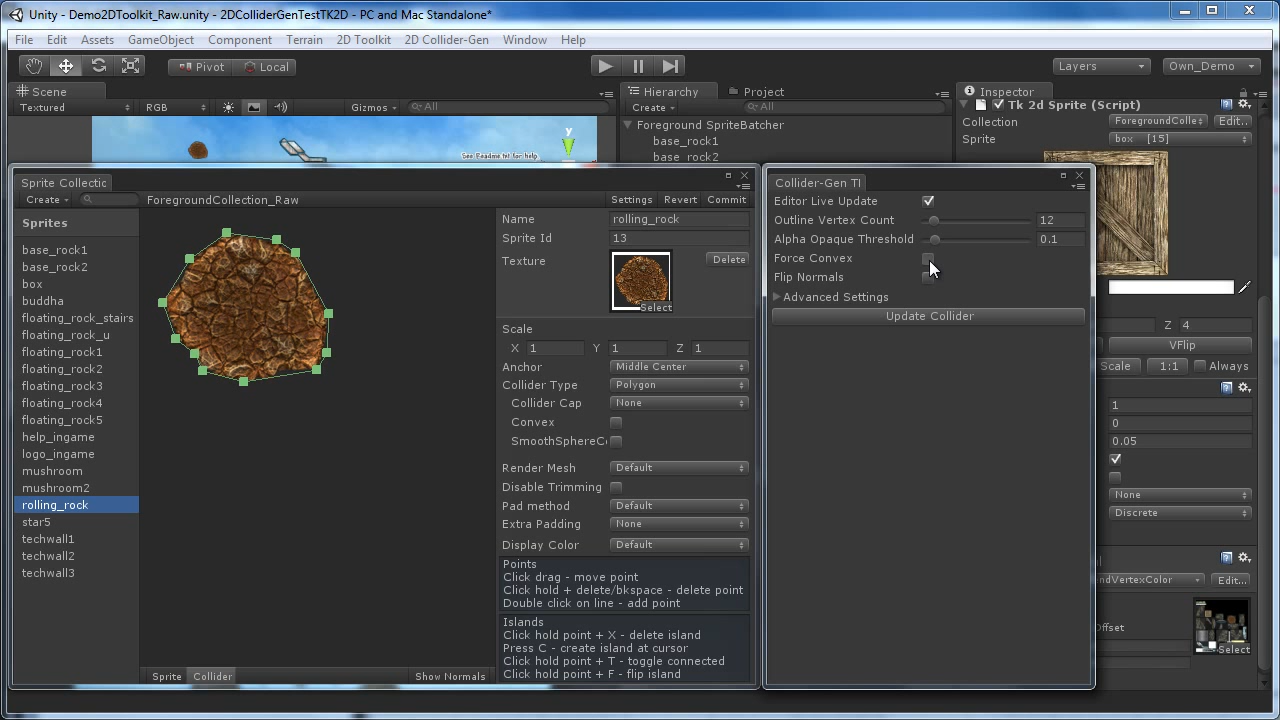 Unity - Demo2DToolkit_Raw.unity - 2DColliderGenTestTK2D - PC and Mac Standalone*
File Edit Assets GameObject Component Terrain 2D Toolkit 2D Collider-Gen Window Help
Pivot Local Layers Own_Demo
Scene
Textured RGB Gizmos All
See Readme.txt for help
y
Hierarchy Project
Create All
Foreground SpriteBatcher
base_rock1
base_rock2
Inspector
Tk 2d Sprite (Script)
Collection ForegroundColle Edit..
Sprite box [15]
Sprite Collectic
Create ForegroundCollection_Raw Settings Revert Commit
Sprites
base_rock1
base_rock2
box
buddha
floating_rock_stairs
floating_rock_u
floating_rock1
floating_rock2
floating_rock3
floating_rock4
floating_rock5
help_ingame
logo_ingame
mushroom
mushroom2
rolling_rock
star5
techwall1
techwall2
techwall3
Sprite Collider Show Normals
Name rolling_rock
Sprite Id 13
Texture Delete
Select
Scale
X 1 Y 1 Z 1
Anchor Middle Center
Collider Type Polygon
Collider Cap None
Convex
SmoothSphereCo
Render Mesh Default
Disable Trimming
Pad method Default
Extra Padding None
Display Color Default
Points
Click drag - move point
Click hold + delete/bkspace - delete point
Double click on line - add point
Islands
Click hold point + X - delete island
Press C - create island at cursor
Click hold point + T - toggle connected
Click hold point + F - flip island
Collider-Gen TI
Editor Live Update
Outline Vertex Count 12
Alpha Opaque Threshold 0.1
Force Convex
Flip Normals
Advanced Settings
Update Collider
Z 4
VFlip
Scale 1:1 Always
1
0
0.05
None
Discrete
ndVertexColor Edit...
Offset
Select